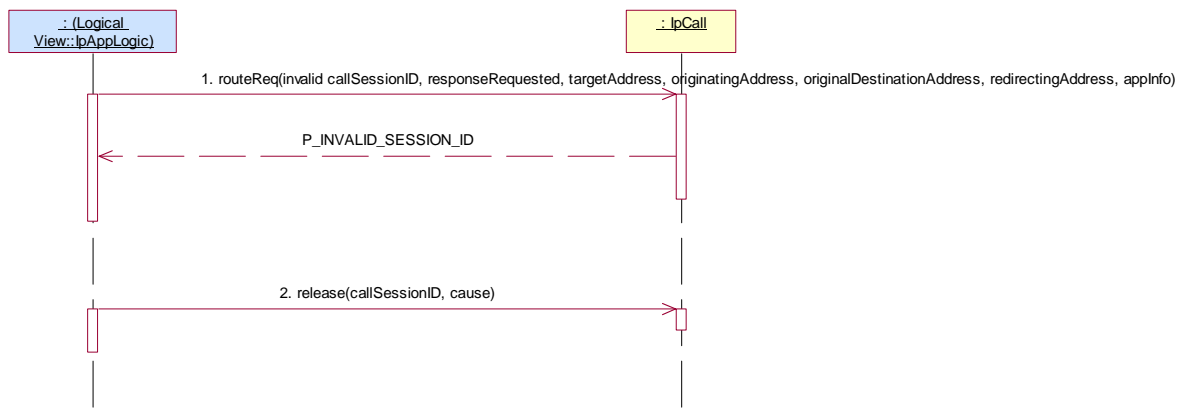 : (Logical
View::IpAppLogic)
: IpCall
1. routeReq(invalid callSessionID, responseRequested, targetAddress, originatingAddress, originalDestinationAddress, redirectingAddress, appInfo)
P_INVALID_SESSION_ID
2. release(callSessionID, cause)